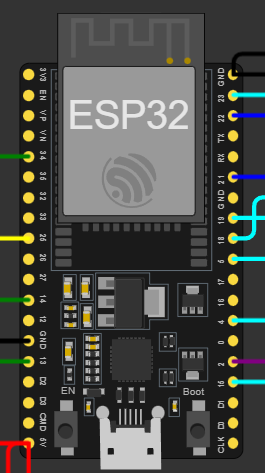 ESP32
3V3
EN
VP
VN
34
35
32
33
25
26
27
14
12
GND
13
D2
D3
CMD
5V
GND
23
22
TX
RX
21
GND
19
18
5
17
16
4
0
2
15
D1
D0
CLK
EN
Boot